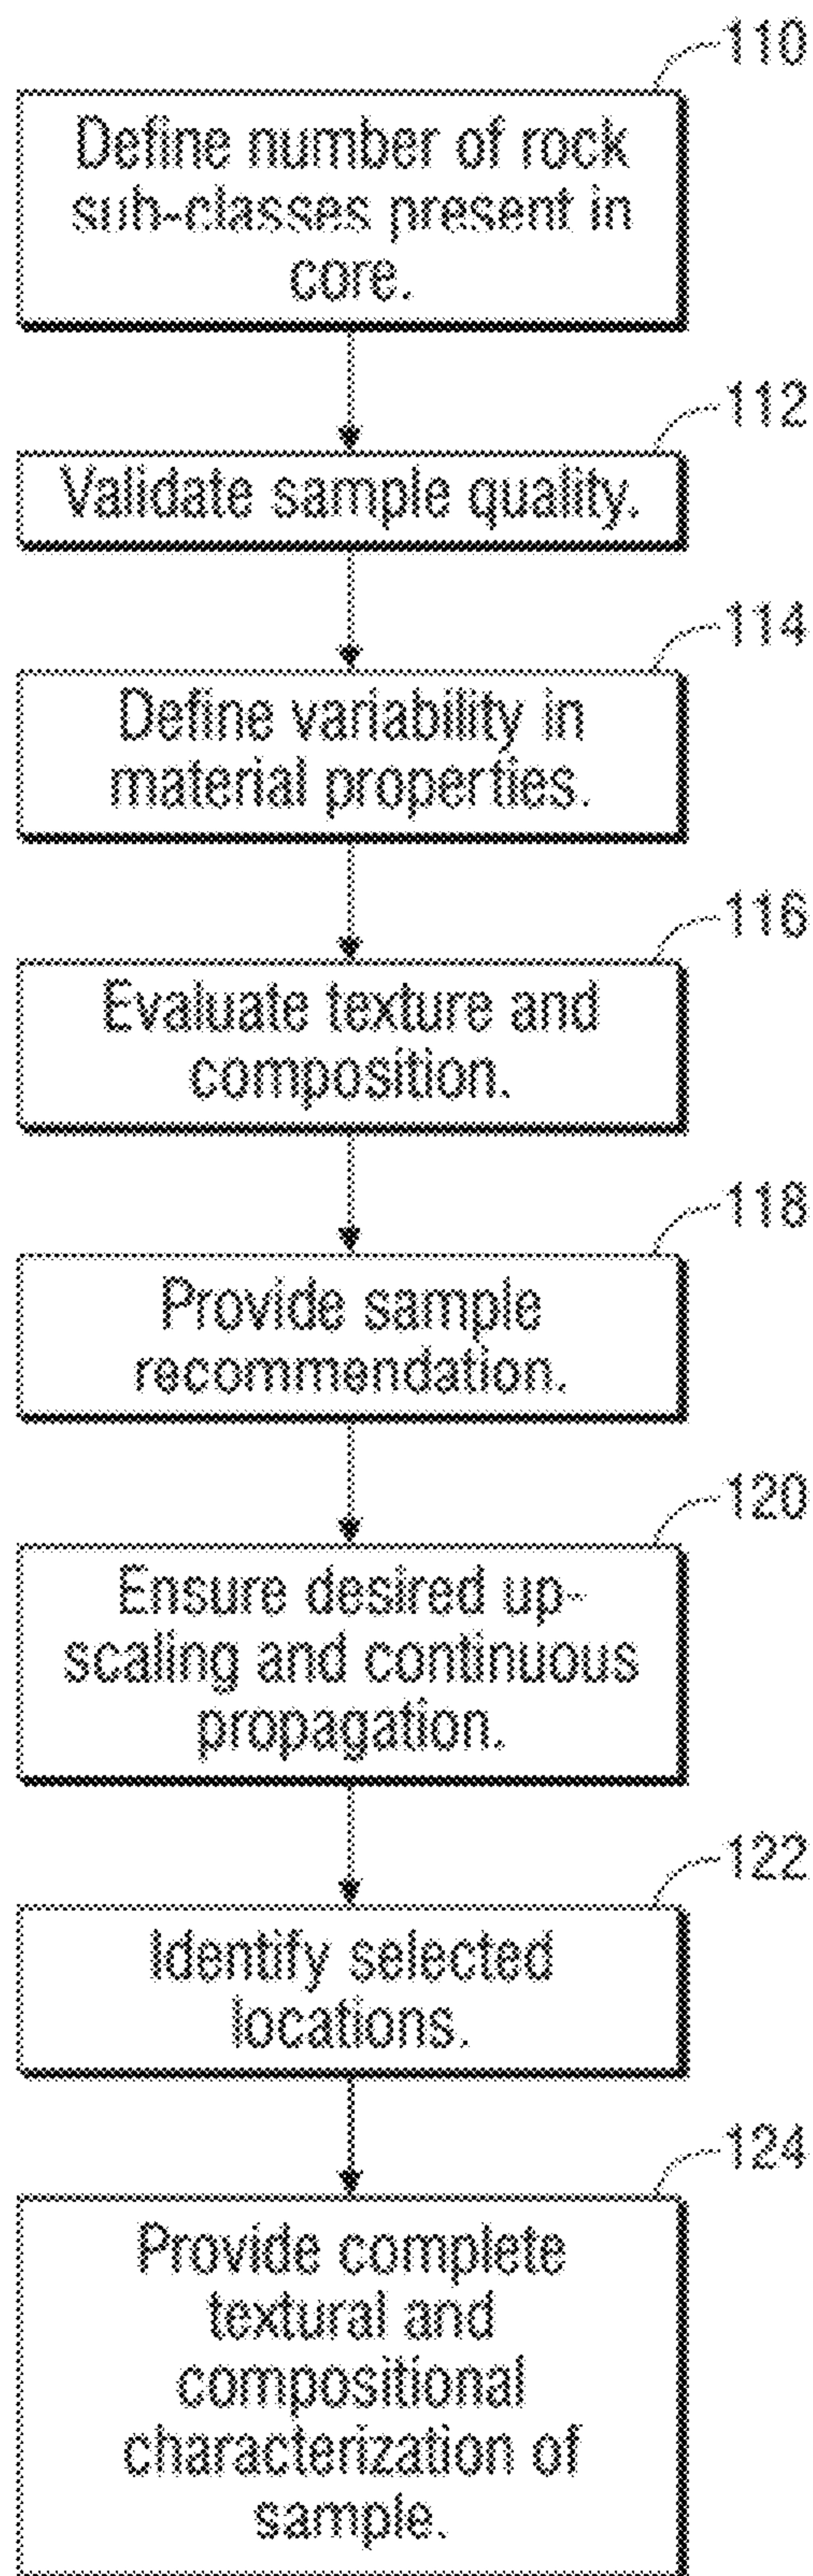 110
Define number of rock
sub-classes present in
core.
112
Validate sample quality.
114
Define variability in
material properties.
116
Evaluate texture and
composition.
118
Provide sample
recommendation.
120
Ensure desired up-
scaling and continuous
propagation.
122
Identify selected
locations.
124
Provide complete
textural and
compositional
characterization of
sample.